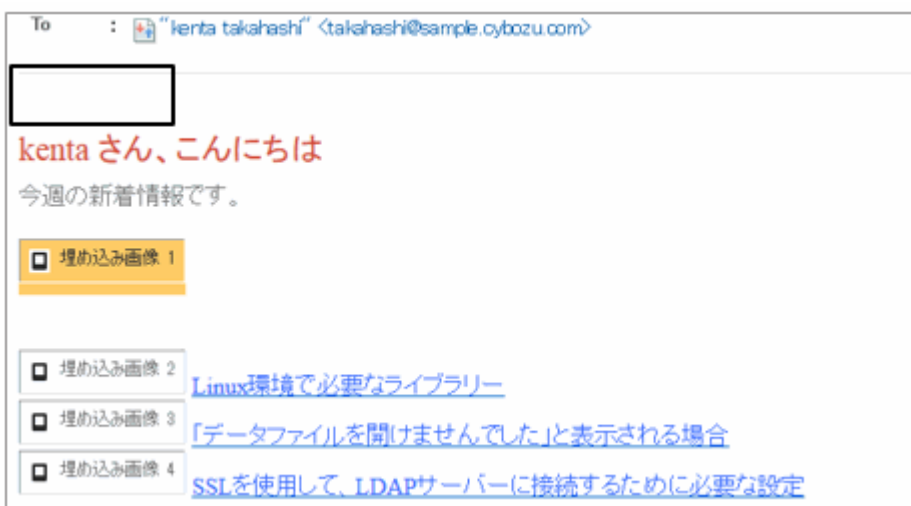 To : "kenta takahashi" <takahashi@sample.cybozu.com>
kenta さん、こんにちは
今週の新着情報です。
埋め込み画像 1
埋め込み画像 2 Linux環境で必要なライブラリー
埋め込み画像 3 「データファイルを開けませんでした」と表示される場合
埋め込み画像 4 SSLを使用して、LDAPサーバーに接続するために必要な設定